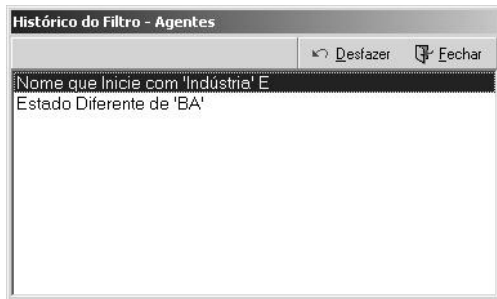 Histórico do Filtro - Agentes
Desfazer Fechar
Nome que Inicie com 'Indústria' E
Estado Diferente de 'BA'